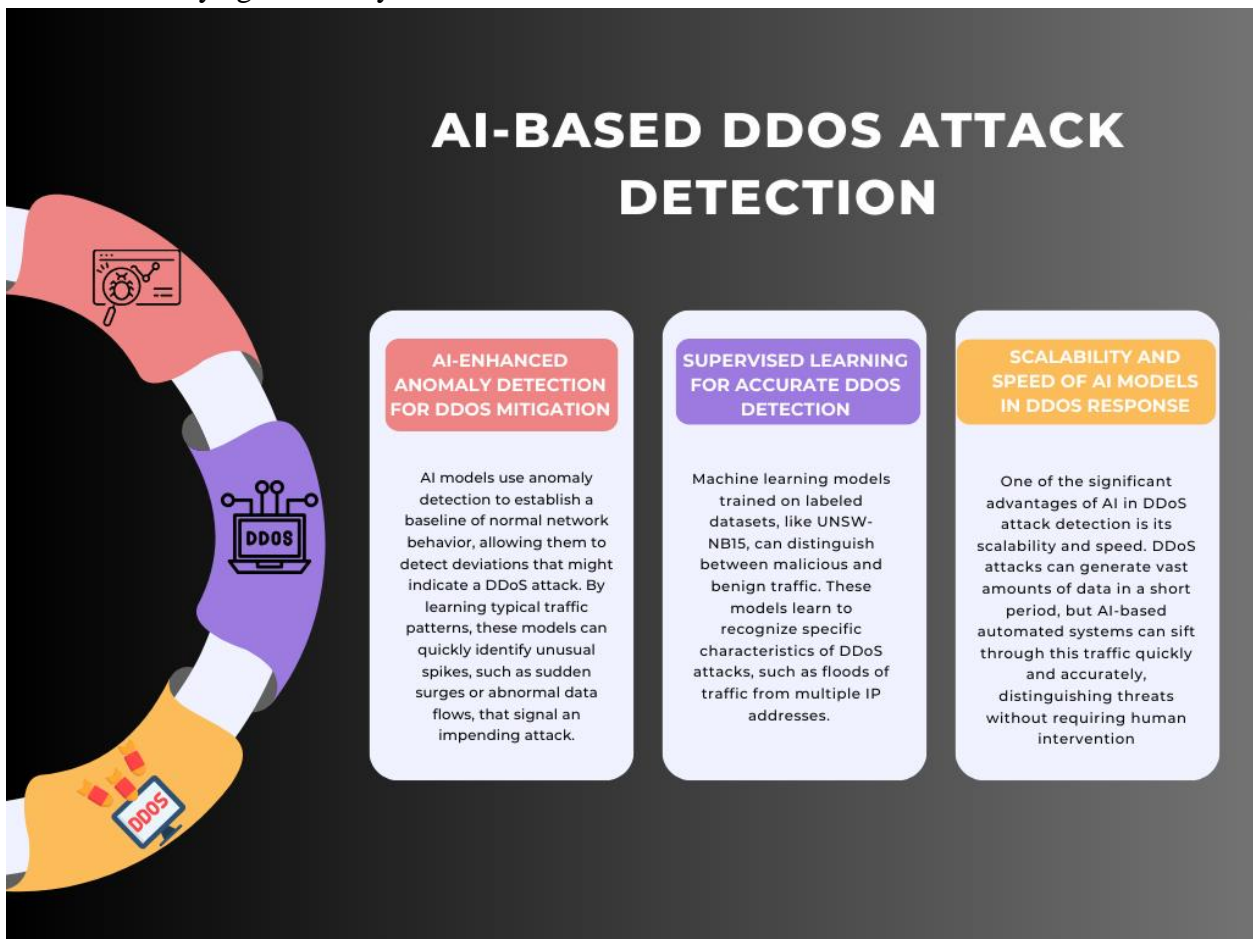 AI-BASED DDOS ATTACK
DETECTION
AI-ENHANCED
ANOMALY DETECTION
FOR DDOS MITIGATION
AI models use anomaly
detection to establish a
baseline of normal network
behavior, allowing them to
detect deviations that might
indicate a DDoS attack. By
learning typical traffic
patterns, these models can
quickly identify unusual
spikes, such as sudden
surges or abnormal data
flows, that signal an
impending attack.
SUPERVISED LEARNING
FOR ACCURATE DDOS
DETECTION
Machine learning models
trained on labeled
datasets, like UNSW-
NB15, can distinguish
between malicious and
benign traffic. These
models learn to
recognize specific
characteristics of DDoS
attacks, such as floods of
traffic from multiple IP
addresses.
SCALABILITY AND
SPEED OF AI MODELS
IN DDOS RESPONSE
One of the significant
advantages of AI in DDoS
attack detection is its
scalability and speed. DDoS
attacks can generate vast
amounts of data in a short
period, but AI-based
automated systems can sift
through this traffic quickly
and accurately,
distinguishing threats
without requiring human
intervention
DDOS
DDOS